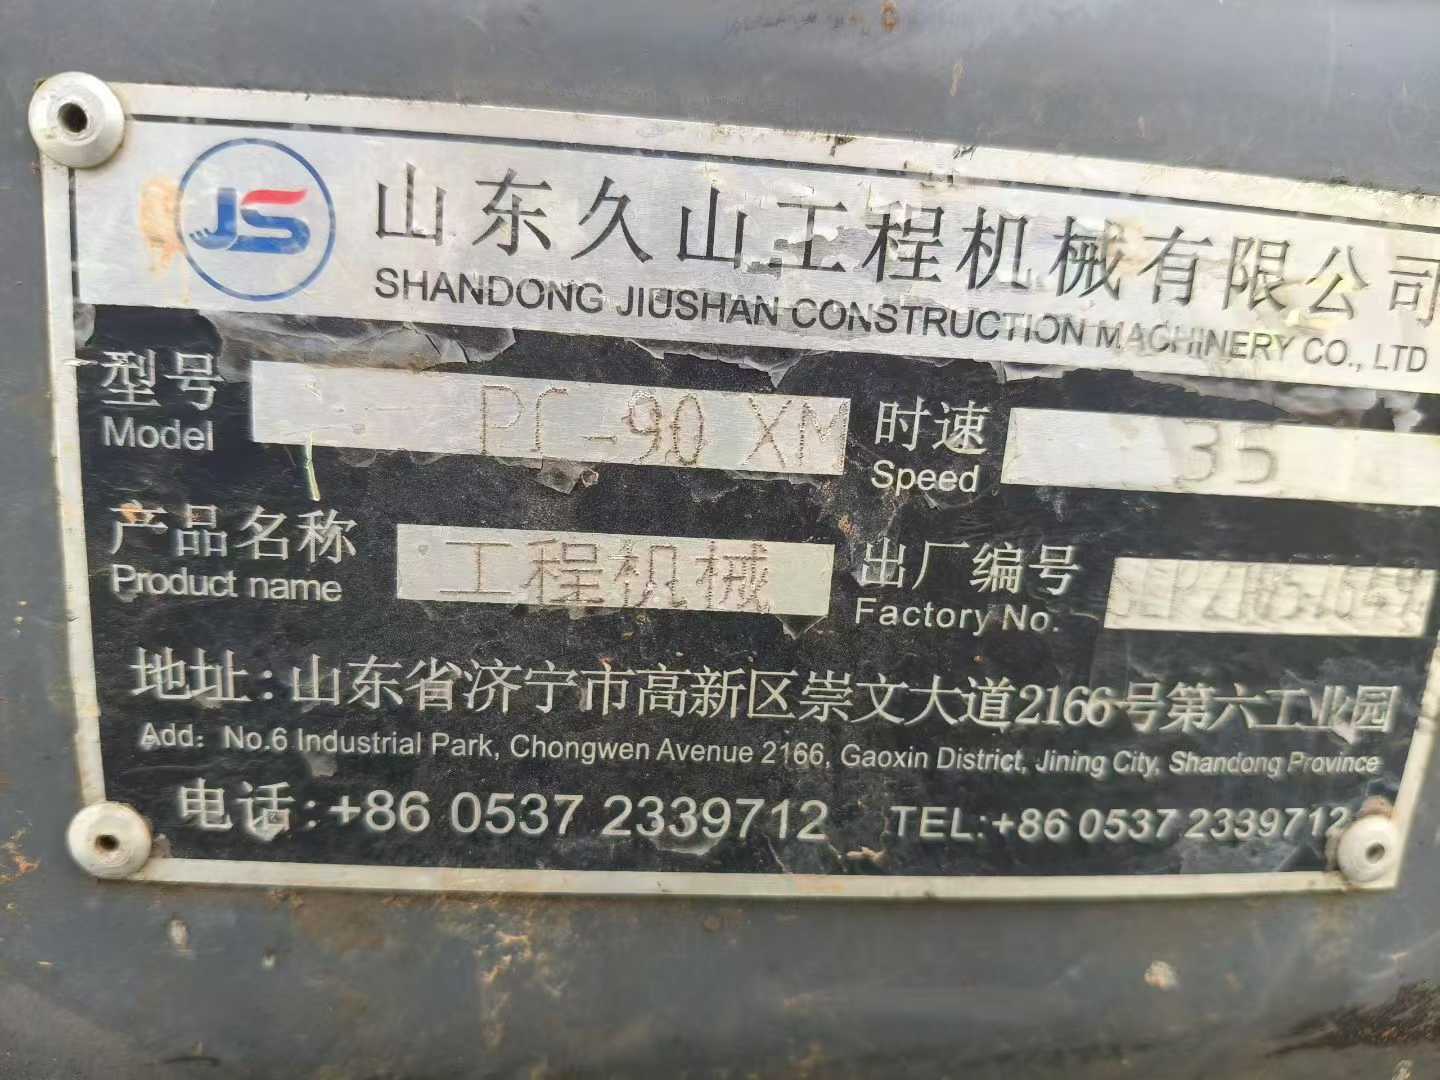 JS
山东久山工程机械有限公司
SHANDONG JIUSHAN CONSTRUCTION MACHINERY CO., LTD
型号 PC-90 XM 时速 35
Model Speed
产品名称 工程机械 出厂编号
Product name Factory No.
地址:山东省济宁市高新区崇文大道2166号第六工业园
Add: No.6 Industrial Park, Chongwen Avenue 2166, Gaoxin District, Jining City, Shandong Province
电话:+86 0537 2339712 TEL:+86 0537 2339712